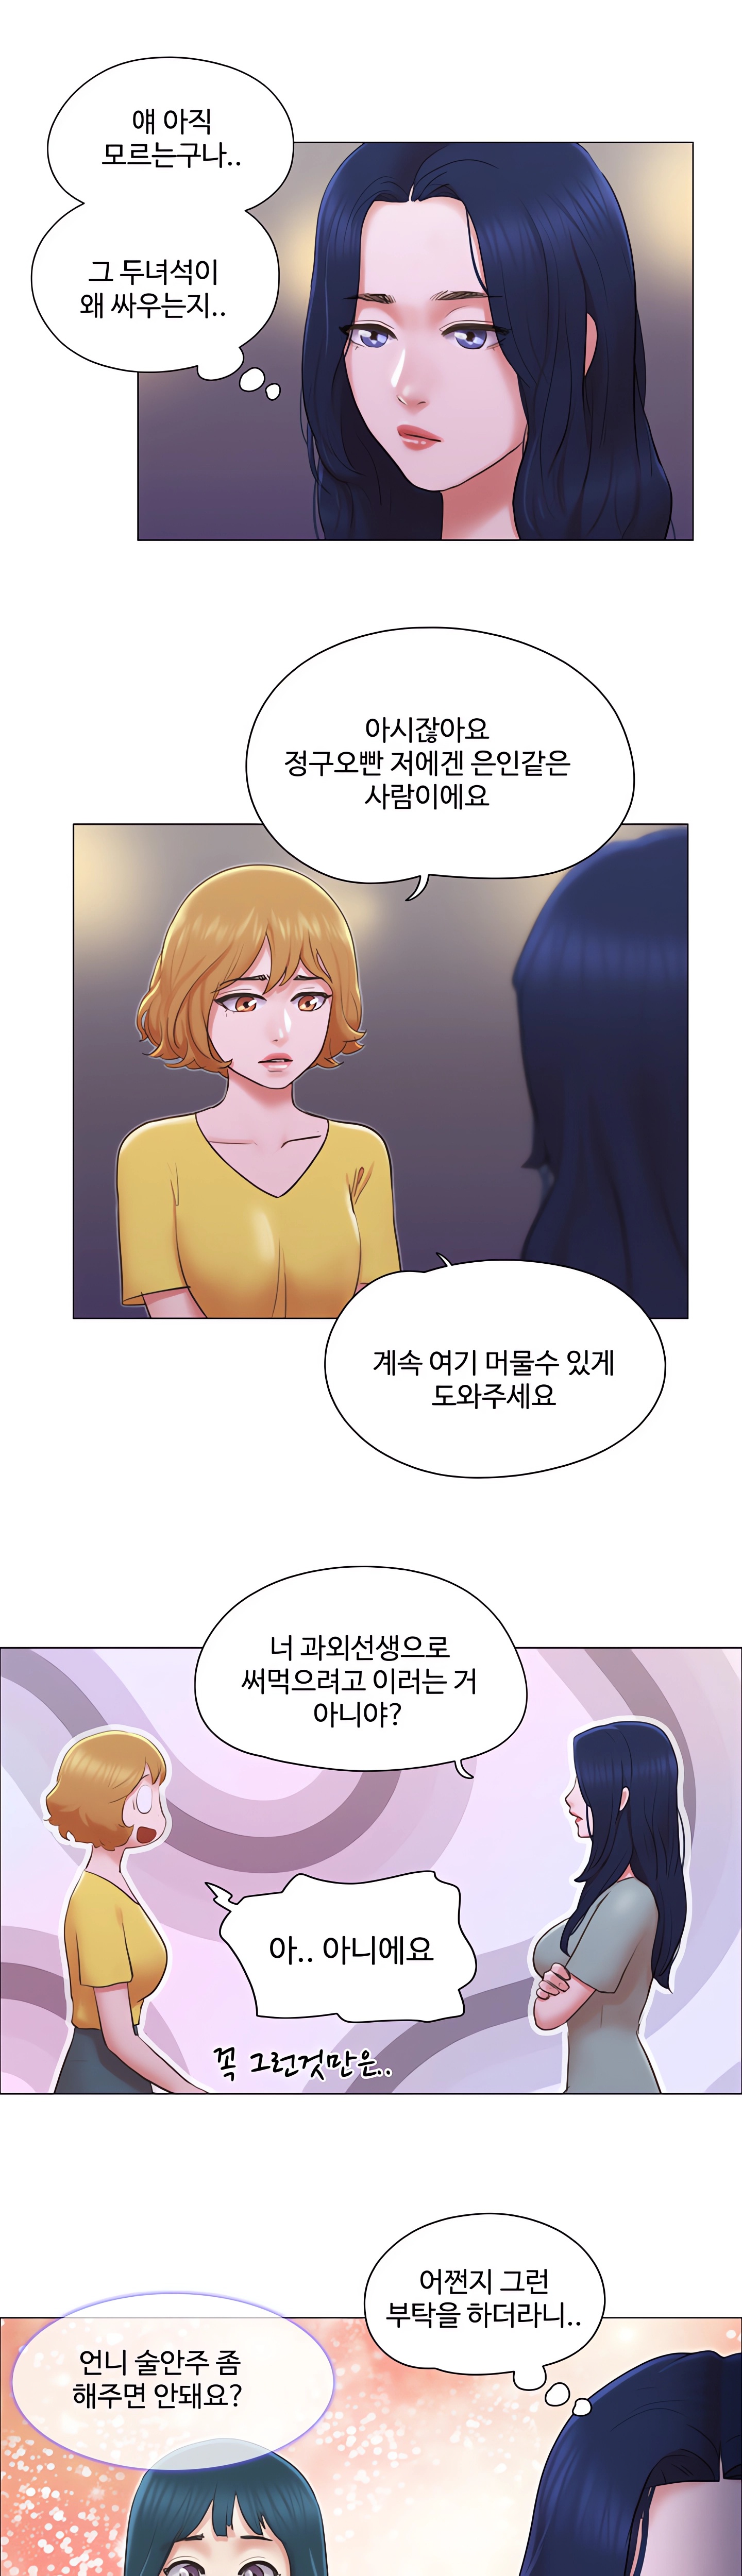 얘 아직
모르는구나..
그 두녀석이
왜 싸우는지..
아시잖아요
정구오빤 저에겐 은인같은
사람이에요
계속 여기 머물수 있게
도와주세요
너 과외선생으로
써먹으려고 이러는 거
아니야?
아.. 아니에요
꼭 그런것만은..
어쩐지 그런
부탁을 하더라니..
언니 술안주 좀
해주면 안돼요?